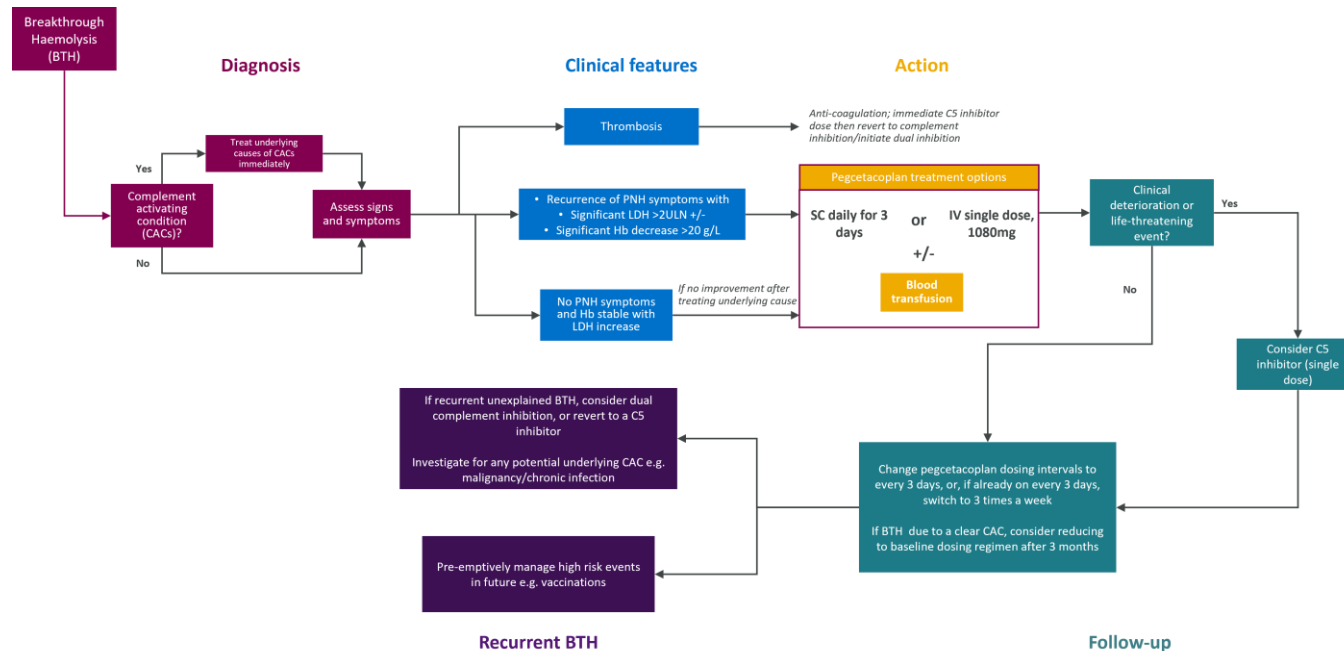 Breakthrough
Haemolysis
(BTH)
Diagnosis
Clinical features
Action
Thrombosis
Anti-coagulation; immediate C5 inhibitor
dose then revert to complement
inhibition/initiate dual inhibition
Treat underlying
causes of CACs
immediately
Yes
Complement
activating
condition
(CACs)?
No
Assess signs
and symptoms
• Recurrence of PNH symptoms with
• Significant LDH >2ULN +/-
• Significant Hb decrease >20 g/L
Pegcetacoplan treatment options
SC daily for 3
days
or
IV single dose,
1080mg
+/-
Blood
transfusion
Clinical
deterioration or
life-threatening
event?
Yes
No
No PNH symptoms
and Hb stable with
LDH increase
If no improvement after
treating underlying cause
Consider C5
inhibitor (single
dose)
If recurrent unexplained BTH, consider dual
complement inhibition, or revert to a C5
inhibitor
Investigate for any potential underlying CAC e.g.
malignancy/chronic infection
Change pegcetacoplan dosing intervals to
every 3 days, or, if already on every 3 days,
switch to 3 times a week
If BTH due to a clear CAC, consider reducing
to baseline dosing regimen after 3 months
Pre-emptively manage high risk events
in future e.g. vaccinations
Recurrent BTH
Follow-up